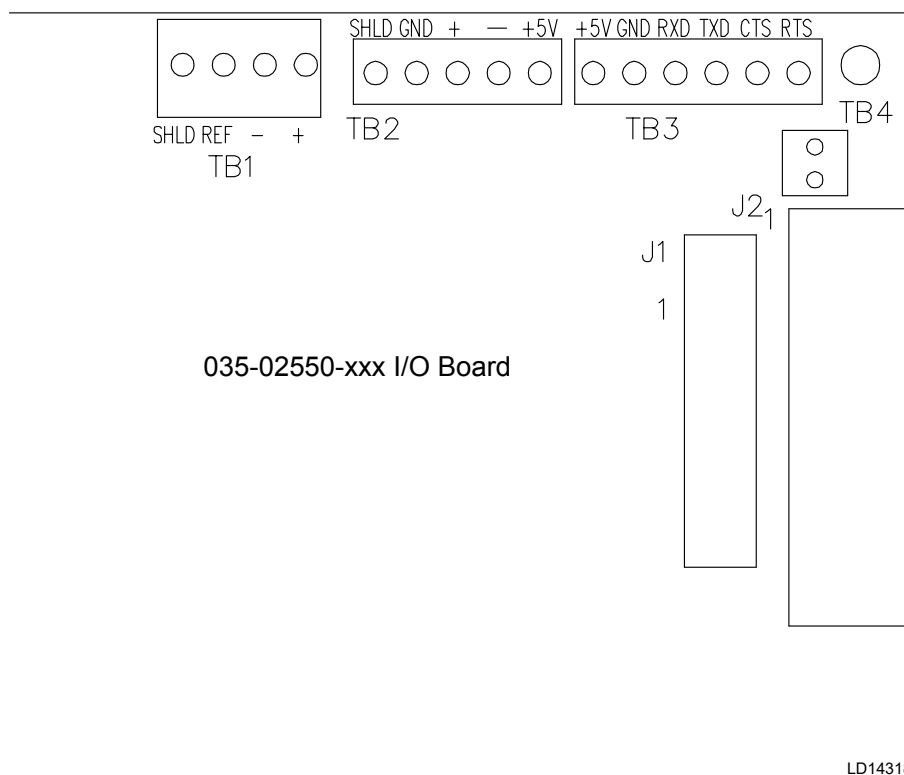 SHLD GND + — +5V
+5V GND RXD TXD CTS RTS
SHLD REF - +
TB1
TB2
TB3
TB4
J2
1
J1
1
035-02550-xxx I/O Board
LD14318